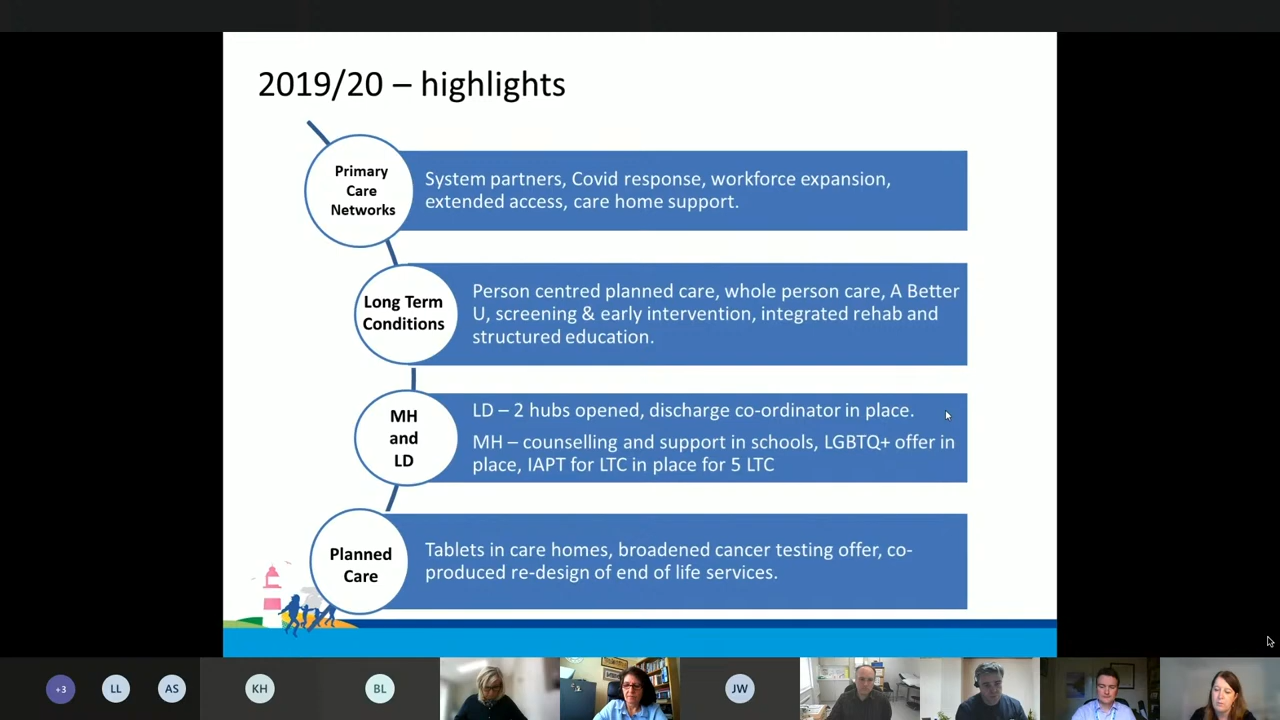 2019/20 – highlights
Primary
Care
Networks
System partners, Covid response, workforce expansion,
extended access, care home support.
Long Term
Conditions
Person centred planned care, whole person care, A Better
U, screening & early intervention, integrated rehab and
structured education.
MH
and
LD
LD – 2 hubs opened, discharge co-ordinator in place.
MH – counselling and support in schools, LGBTQ+ offer in
place, IAPT for LTC in place for 5 LTC
Planned
Care
Tablets in care homes, broadened cancer testing offer, co-
produced re-design of end of life services.
+3
LL
AS
KH
BL
JW